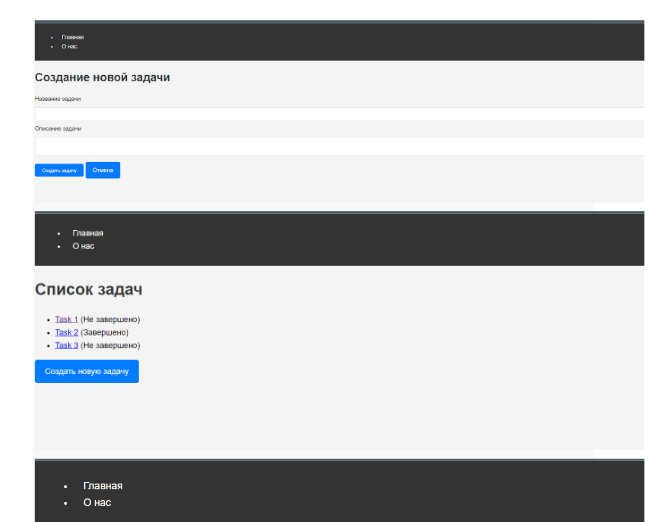 Главная
О нас
Создание новой задачи
Название задачи
Описание задачи
Создать задачу Отмена
Главная
О нас
Список задач
Task 1 (Не завершено)
Task 2 (Завершено)
Task 3 (Не завершено)
Создать новую задачу
Главная
О нас